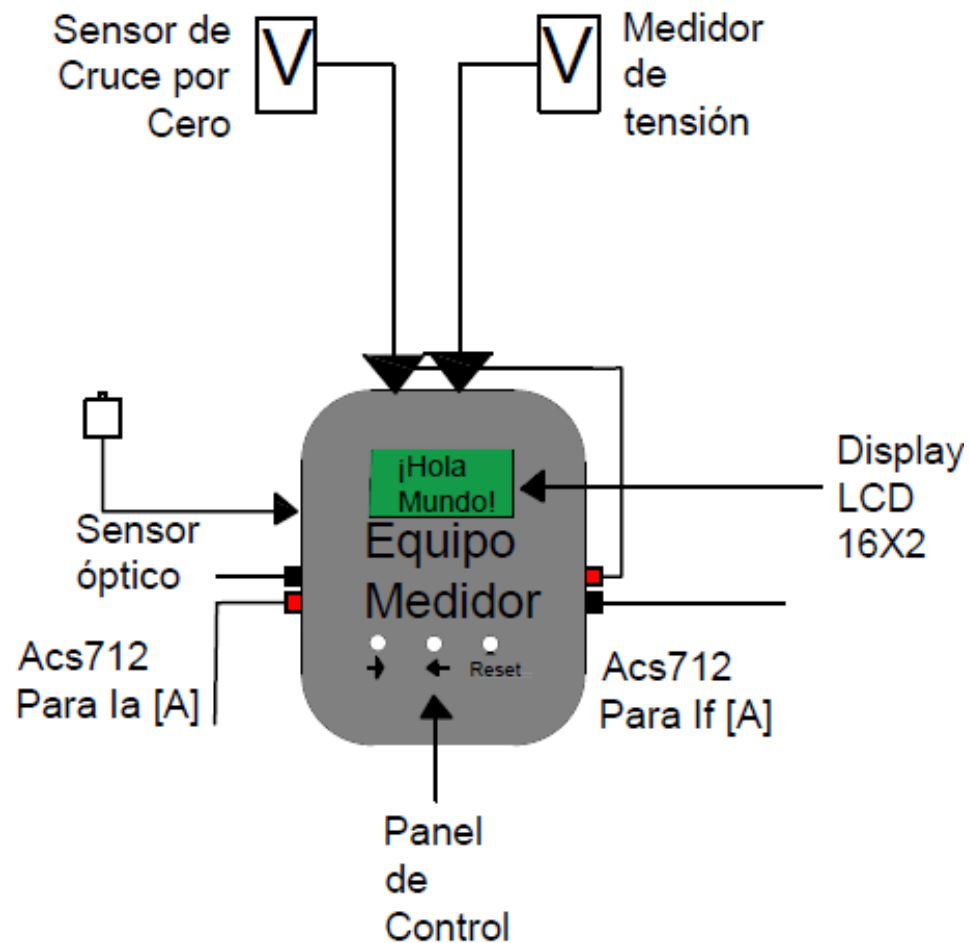 Sensor de
Cruce por
Cero
V
V
Medidor
de
tensión
¡Hola
Mundo!
Equipo
Medidor
Reset
Display
LCD
16X2
Sensor
óptico
Acs712
Para Ia [A]
Acs712
Para If [A]
Panel
de
Control